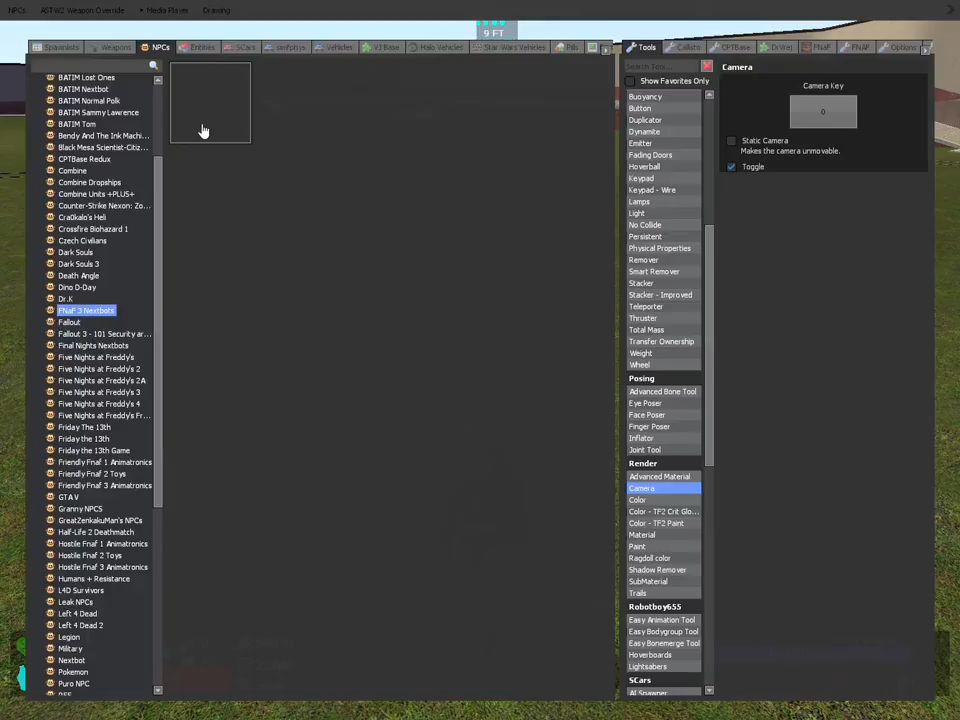 NPCs ASTW2 Weapon Override ▸ Media Player Drawing
9 FT
Spawnlists Weapons NPCs Entities SCars simfphys Vehicles VJ Base Halo Vehicles Star Wars Vehicles Pills
BATIM Lost Ones
BATIM Nextbot
BATIM Normal Polk
BATIM Sammy Lawrence
BATIM Tom
Bendy And The Ink Machi...
Black Mesa Scientist-Citiz...
CPTBase Redux
Combine
Combine Dropships
Combine Units +PLUS+
Counter-Strike Nexon: Zo...
Cra0kalo's Heli
Crossfire Biohazard 1
Czech Civilians
Dark Souls
Dark Souls 3
Death Angle
Dino D-Day
Dr.K
FNaF 3 Nextbots
Fallout
Fallout 3 - 101 Security ar...
Final Nights Nextbots
Five Nights at Freddy's
Five Nights at Freddy's 2
Five Nights at Freddy's 2A
Five Nights at Freddy's 3
Five Nights at Freddy's 4
Five Nights at Freddy's Fr...
Friday The 13th
Friday the 13th
Friday the 13th Game
Friendly Fnaf 1 Animatronics
Friendly Fnaf 2 Toys
Friendly Fnaf 3 Animatronics
GTA V
Granny NPCS
GreatZenkakuMan's NPCs
Half-Life 2 Deathmatch
Hostile Fnaf 1 Animatronics
Hostile Fnaf 2 Toys
Hostile Fnaf 3 Animatronics
Humans + Resistance
L4D Survivors
Leak NPCs
Left 4 Dead
Left 4 Dead 2
Legion
Military
Nextbot
Pokemon
Puro NPC
Tools Callisto CPTBase DrVrej FNaF FNAF Options
Search Tool...
Show Favorites Only
Buoyancy
Button
Duplicator
Dynamite
Emitter
Fading Doors
Hoverball
Keypad
Keypad - Wire
Lamps
Light
No Collide
Persistent
Physical Properties
Remover
Smart Remover
Stacker
Stacker - Improved
Teleporter
Thruster
Total Mass
Transfer Ownership
Weight
Wheel
Posing
Advanced Bone Tool
Eye Poser
Face Poser
Finger Poser
Inflator
Joint Tool
Render
Advanced Material
Camera
Color
Color - TF2 Crit Glo...
Color - TF2 Paint
Material
Paint
Ragdoll color
Shadow Remover
SubMaterial
Trails
Robotboy655
Easy Animation Tool
Easy Bodygroup Tool
Easy Bonemerge Tool
Hoverboards
Lightsabers
SCars
AI Spawner
Camera
Camera Key
0
Static Camera
Makes the camera unmovable.
Toggle